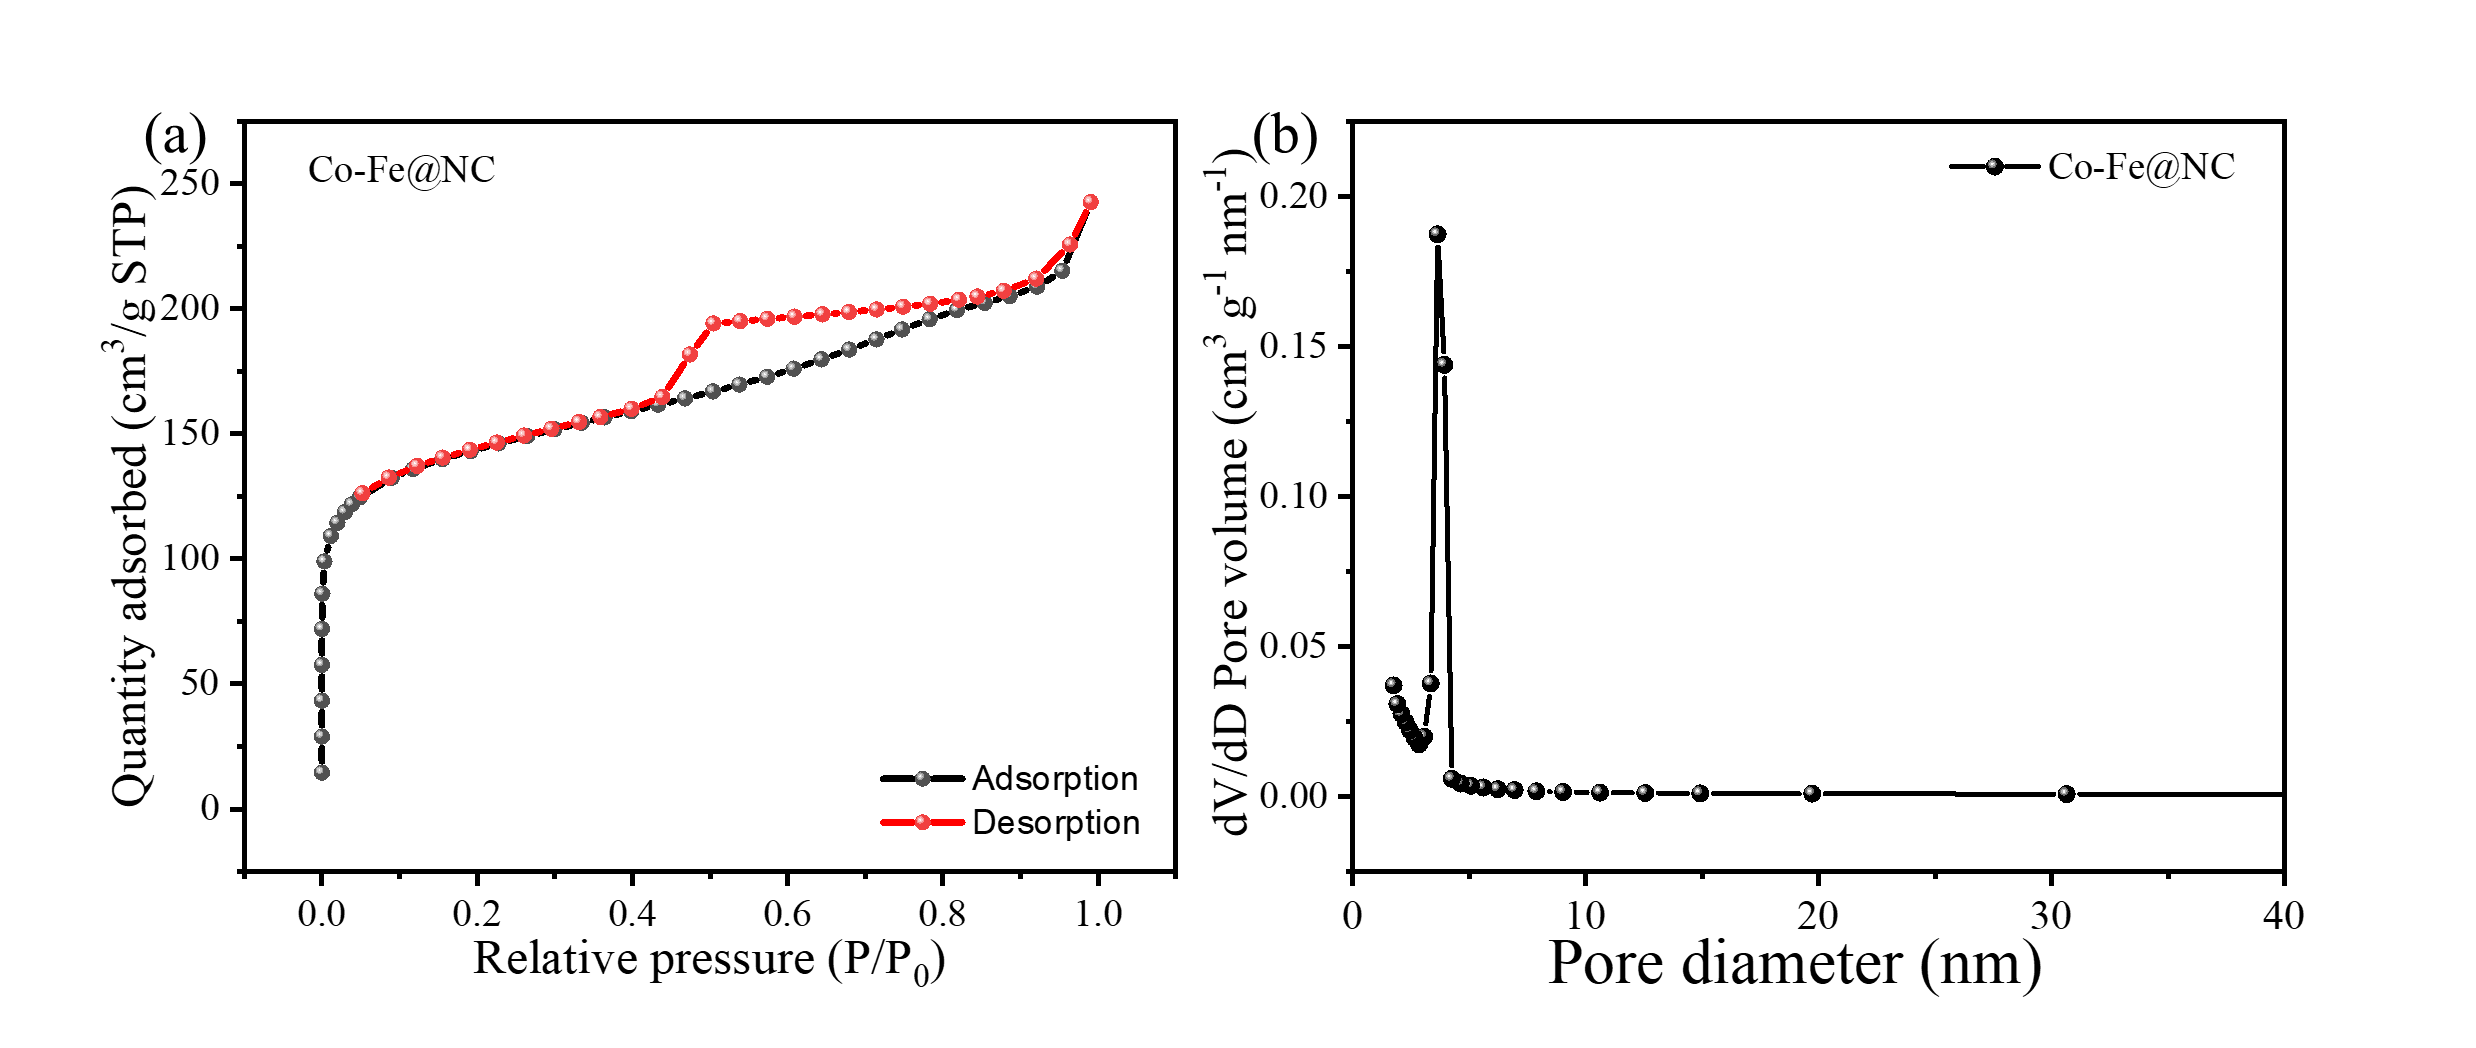 (a)
Co-Fe@NC
Quantity adsorbed (cm³/g STP)
250
200
150
100
50
0
Adsorption
Desorption
0.0 0.2 0.4 0.6 0.8 1.0
Relative pressure (P/P₀)
(b)
Co-Fe@NC
dV/dD Pore volume (cm³ g⁻¹ nm⁻¹)
0.20
0.15
0.10
0.05
0.00
0 10 20 30 40
Pore diameter (nm)